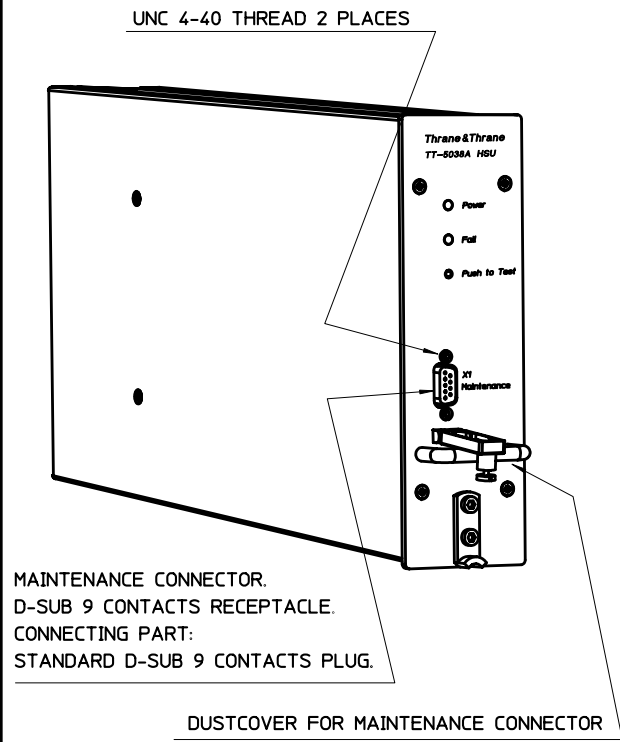 UNC 4-40 THREAD 2 PLACES
Thrane&Thrane
TT-5038A HSU
Power
Fail
Push to Test
X1
Maintenance
MAINTENANCE CONNECTOR.
D-SUB 9 CONTACTS RECEPTACLE.
CONNECTING PART:
STANDARD D-SUB 9 CONTACTS PLUG.
DUSTCOVER FOR MAINTENANCE CONNECTOR